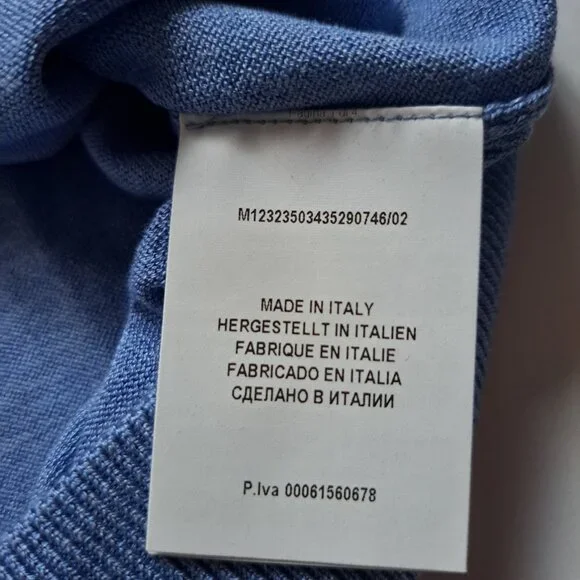 M12323503435290746/02
MADE IN ITALY
HERGESTELLT IN ITALIEN
FABRIQUE EN ITALIE
FABRICADO EN ITALIA
СДЕЛАНО В ИТАЛИИ
P.Iva 00061560678